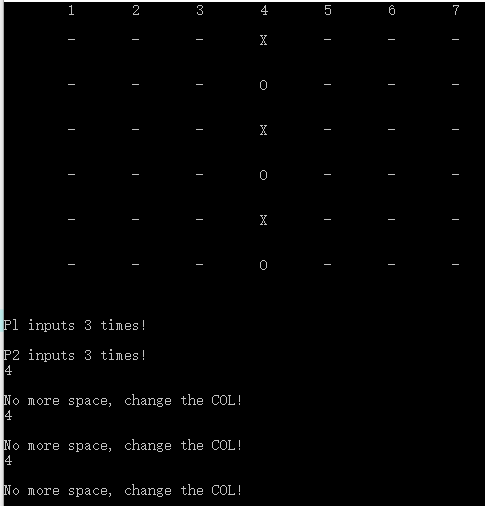 1 2 3 4 5 6 7
- - - X - - -
- - - O - - -
- - - X - - -
- - - O - - -
- - - X - - -
- - - O - - -
P1 inputs 3 times!
P2 inputs 3 times!
4
No more space, change the COL!
4
No more space, change the COL!
4
No more space, change the COL!